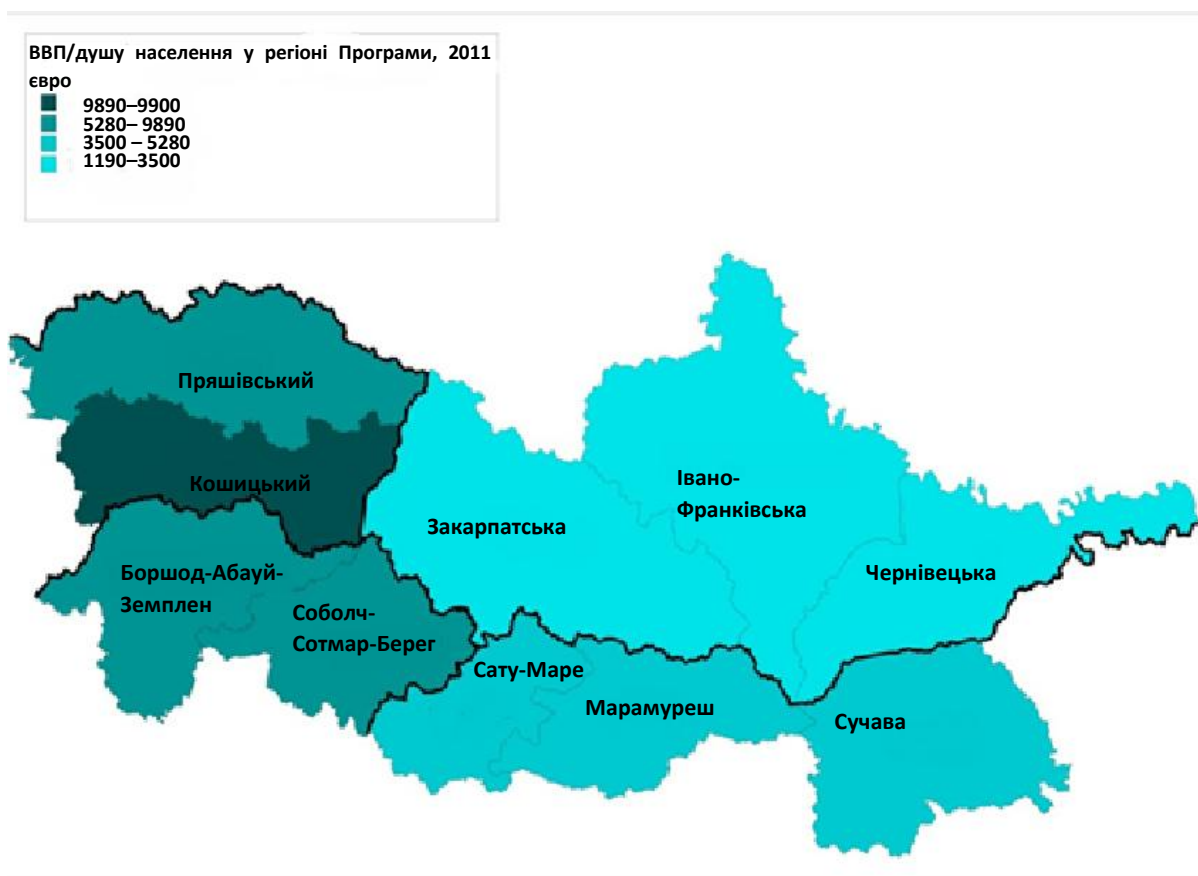 ВВП/душу населення у регіоні Програми, 2011
євро
9890–9900
5280– 9890
3500 – 5280
1190–3500
Пряшівський
Кошицький
Боршод-Абауй-
Земплен
Соболч-
Сотмар-Берег
Закарпатська
Івано-
Франківська
Чернівецька
Сату-Маре
Марамуреш
Сучава